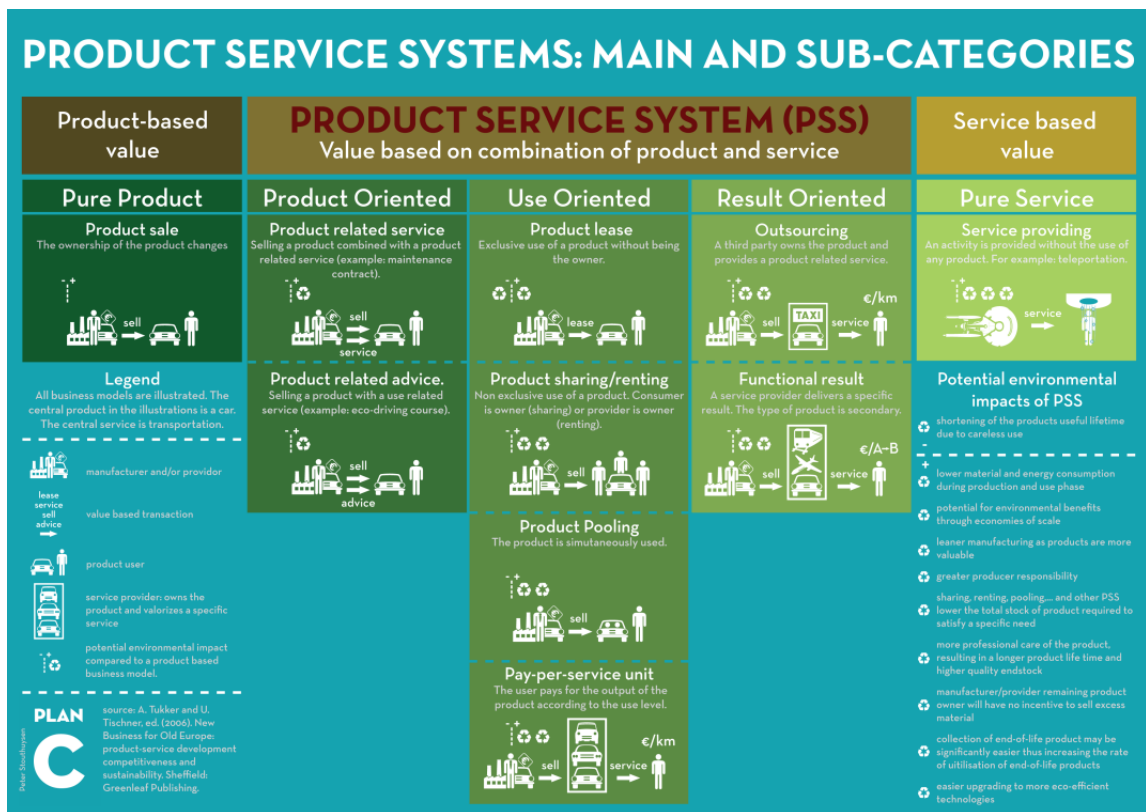 PRODUCT SERVICE SYSTEMS: MAIN AND SUB-CATEGORIES
Product-based
value
PRODUCT SERVICE SYSTEM (PSS)
Value based on combination of product and service
Service based
value
Pure Product
Product Oriented
Use Oriented
Result Oriented
Pure Service
Product sale
The ownership of the product changes
- +
sell
Product related service
Selling a product combined with a product
related service (example: maintenance
contract).
- +
sell
service
Product lease
Exclusive use of a product without being
the owner.
- +
lease
Outsourcing
A third party owns the product and
provides a product related service.
- +
€/km
TAXI
sell
service
Service providing
An activity is provided without the use of
any product. For example: teleportation.
- +
service
Legend
All business models are illustrated. The
central product in the illustrations is a car.
The central service is transportation.
manufacturer and/or providor
lease
service
sell
advice
value based transaction
product user
service provider: owns the
product and valorizes a specific
service
- +
potential environmental impact
compared to a product based
business model.
Product related advice.
Selling a product with a use related
service (example: eco-driving course).
- +
sell
advice
Product sharing/renting
Non exclusive use of a product. Consumer
is owner (sharing) or provider is owner
(renting).
- +
sell
Functional result
A service provider delivers a specific
result. The type of product is secondary.
- +
€/A-B
sell
service
Product Pooling
The product is simutaneously used.
- +
sell
Pay-per-service unit
The user pays for the output of the
product according to the use level.
- +
€/km
sell
service
Potential environmental
impacts of PSS
shortening of the products useful lifetime
due to careless use
-
+
lower material and energy consumption
during production and use phase
potential for environmental benefits
through economies of scale
leaner manufacturing as products are more
valuable
greater producer responsibility
sharing, renting, pooling,... and other PSS
lower the total stock of product required to
satisfy a specific need
more professional care of the product,
resulting in a longer product life time and
higher quality endstock
manufacturer/provider remaining product
owner will have no incentive to sell excess
material
collection of end-of-life product may be
significantly easier thus increasing the rate
of uitilisation of end-of-life products
easier upgrading to more eco-efficient
technologies
Peter Stouthuysen
PLAN
C
source: A. Tukker and U.
Tischner, ed. (2006). New
Business for Old Europe:
product-service development
competitiveness and
sustainability. Sheffield:
Greenleaf Publishing.